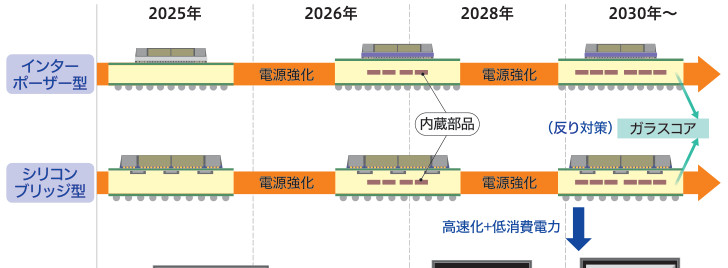 2025年
2026年
2028年
2030年～
インター
ポーザー型
電源強化
電源強化
内蔵部品
（反り対策）
ガラスコア
シリコン
ブリッジ型
電源強化
電源強化
高速化+低消費電力